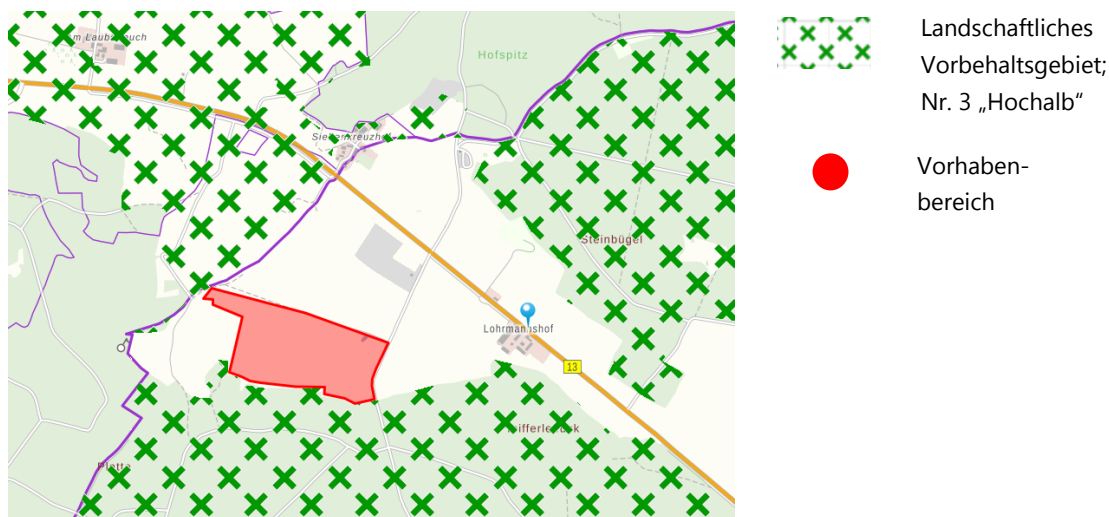 Landschaftliches
Vorbehaltsgebiet;
Nr. 3 „Hochalb“
Vorhaben-
bereich
Hofspitz
Steinbügel
Lohrmannshof
13